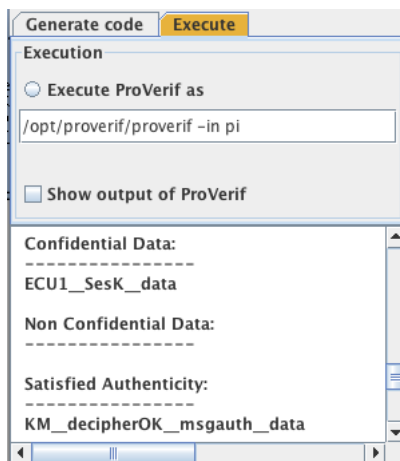 Generate code Execute
Execution
Execute ProVerif as
/opt/proverif/proverif –in pi
Show output of ProVerif
Confidential Data:
----------------
ECU1__SesK__data
Non Confidential Data:
----------------
Satisfied Authenticity:
----------------
KM__decipherOK__msgauth__data